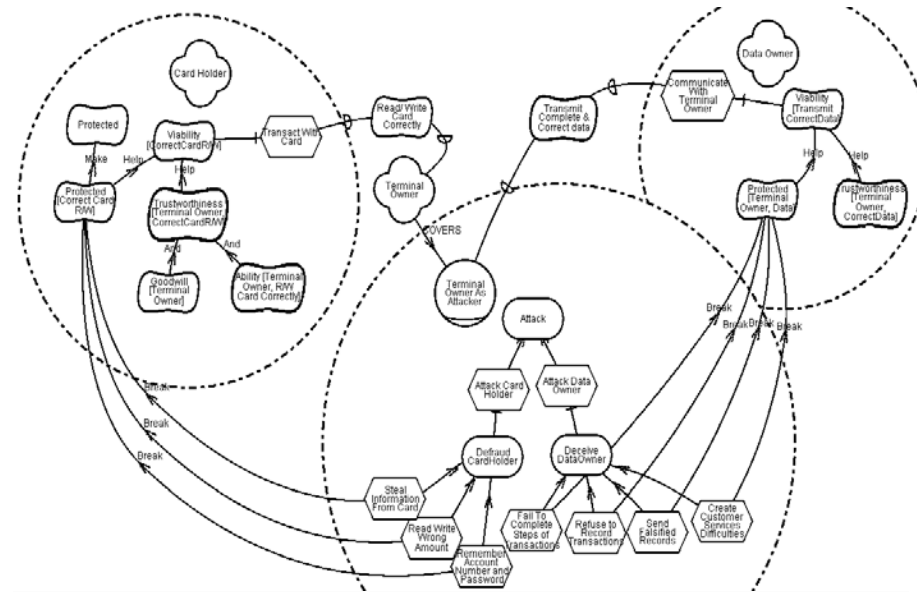 Card Holder
Protected
Viability
[CorrectCardR/W]
Transact With
Card
Read/ Write
Card
Correctly
Make
Help
Help
Protected
[Correct Card
R/W]
Trustworthiness
[Terminal Owner,
CorrectCardR/W]
And
And
Goodwill
[Terminal
Owner]
Ability [Terminal
Owner, R/W
Card Correctly]
Terminal
Owner
COVERS
Terminal
Owner As
Attacker
Transmit
Complete &
Correct data
Data Owner
Communicate
With
Terminal
Owner
Viability
[Transmit
CorrectData]
Help
Help
Protected
[Terminal
Owner, Data]
Trustworthiness
[Terminal
Owner,
CorrectData]
Attack
Attack Card
Holder
Attack Data
Owner
Defraud
CardHolder
Deceive
DataOwner
Break
Break
Break
Break
Break
Break
Break
Steal
Information
From Card
Read Write
Wrong
Amount
Remember
Account
Number and
Password
Fail To
Complete
Steps of
Transactions
Refuse to
Record
Transactions
Send
Falsified
Records
Create
Customer
Services
Difficulties